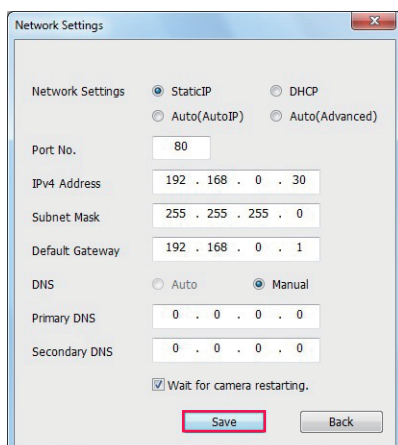 Network Settings
Network Settings StaticIP DHCP
Auto(AutoIP) Auto(Advanced)
Port No. 80
IPv4 Address 192 . 168 . 0 . 30
Subnet Mask 255 . 255 . 255 . 0
Default Gateway 192 . 168 . 0 . 1
DNS Auto Manual
Primary DNS 0 . 0 . 0 . 0
Secondary DNS 0 . 0 . 0 . 0
Wait for camera restarting.
Save Back